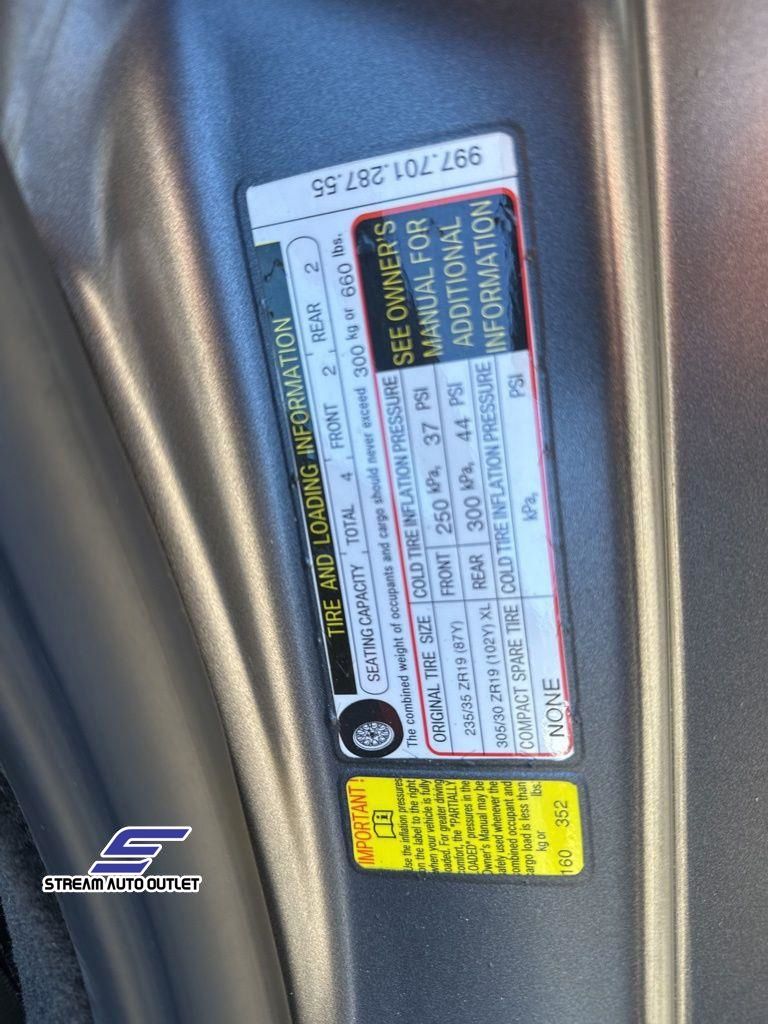 997.701.287.55
TIRE AND LOADING INFORMATION
SEATING CAPACITY TOTAL 4 FRONT 2 REAR 2
The combined weight of occupants and cargo should never exceed 300 kg or 660 lbs.
ORIGINAL TIRE SIZE COLD TIRE INFLATION PRESSURE
235/35 ZR19 (87Y) FRONT 250 kPa, 37 PSI
305/30 ZR19 (102Y) XL REAR 300 kPa, 44 PSI
COMPACT SPARE TIRE COLD TIRE INFLATION PRESSURE
NONE kPa, PSI
SEE OWNER'S
MANUAL FOR
ADDITIONAL
INFORMATION
IMPORTANT!
Use the inflation pressures
on the label to the right
when your vehicle is fully
loaded. For greater driving
comfort, the "PARTIALLY
LOADED" pressures in the
Owner's Manual may be
safely used whenever the
combined occupant and
cargo load is less than
kg or lbs.
160 352
STREAM AUTO OUTLET